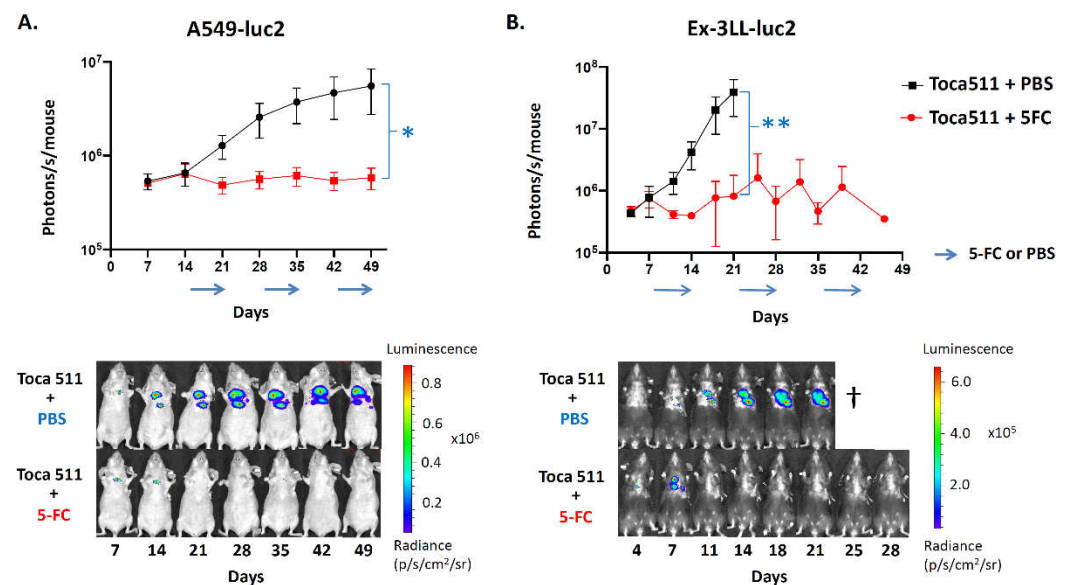 A.
A549-luc2
Photons/s/mouse
10⁷
10⁶
10⁵
0 7 14 21 28 35 42 49
*
Days
B.
Ex-3LL-luc2
Photons/s/mouse
10⁸
10⁷
10⁶
10⁵
0 7 14 21 28 35 42 49
**
Days
Toca511 + PBS
Toca511 + 5FC
5-FC or PBS
Toca 511
+
PBS
Toca 511
+
5-FC
7 14 21 28 35 42 49
Days
Luminescence
0.8
0.6
x10⁶
0.4
0.2
Radiance
(p/s/cm²/sr)
Toca 511
+
PBS
†
Toca 511
+
5-FC
4 7 11 14 18 21 25 28
Days
Luminescence
6.0
4.0
x10⁵
2.0
Radiance
(p/s/cm²/sr)